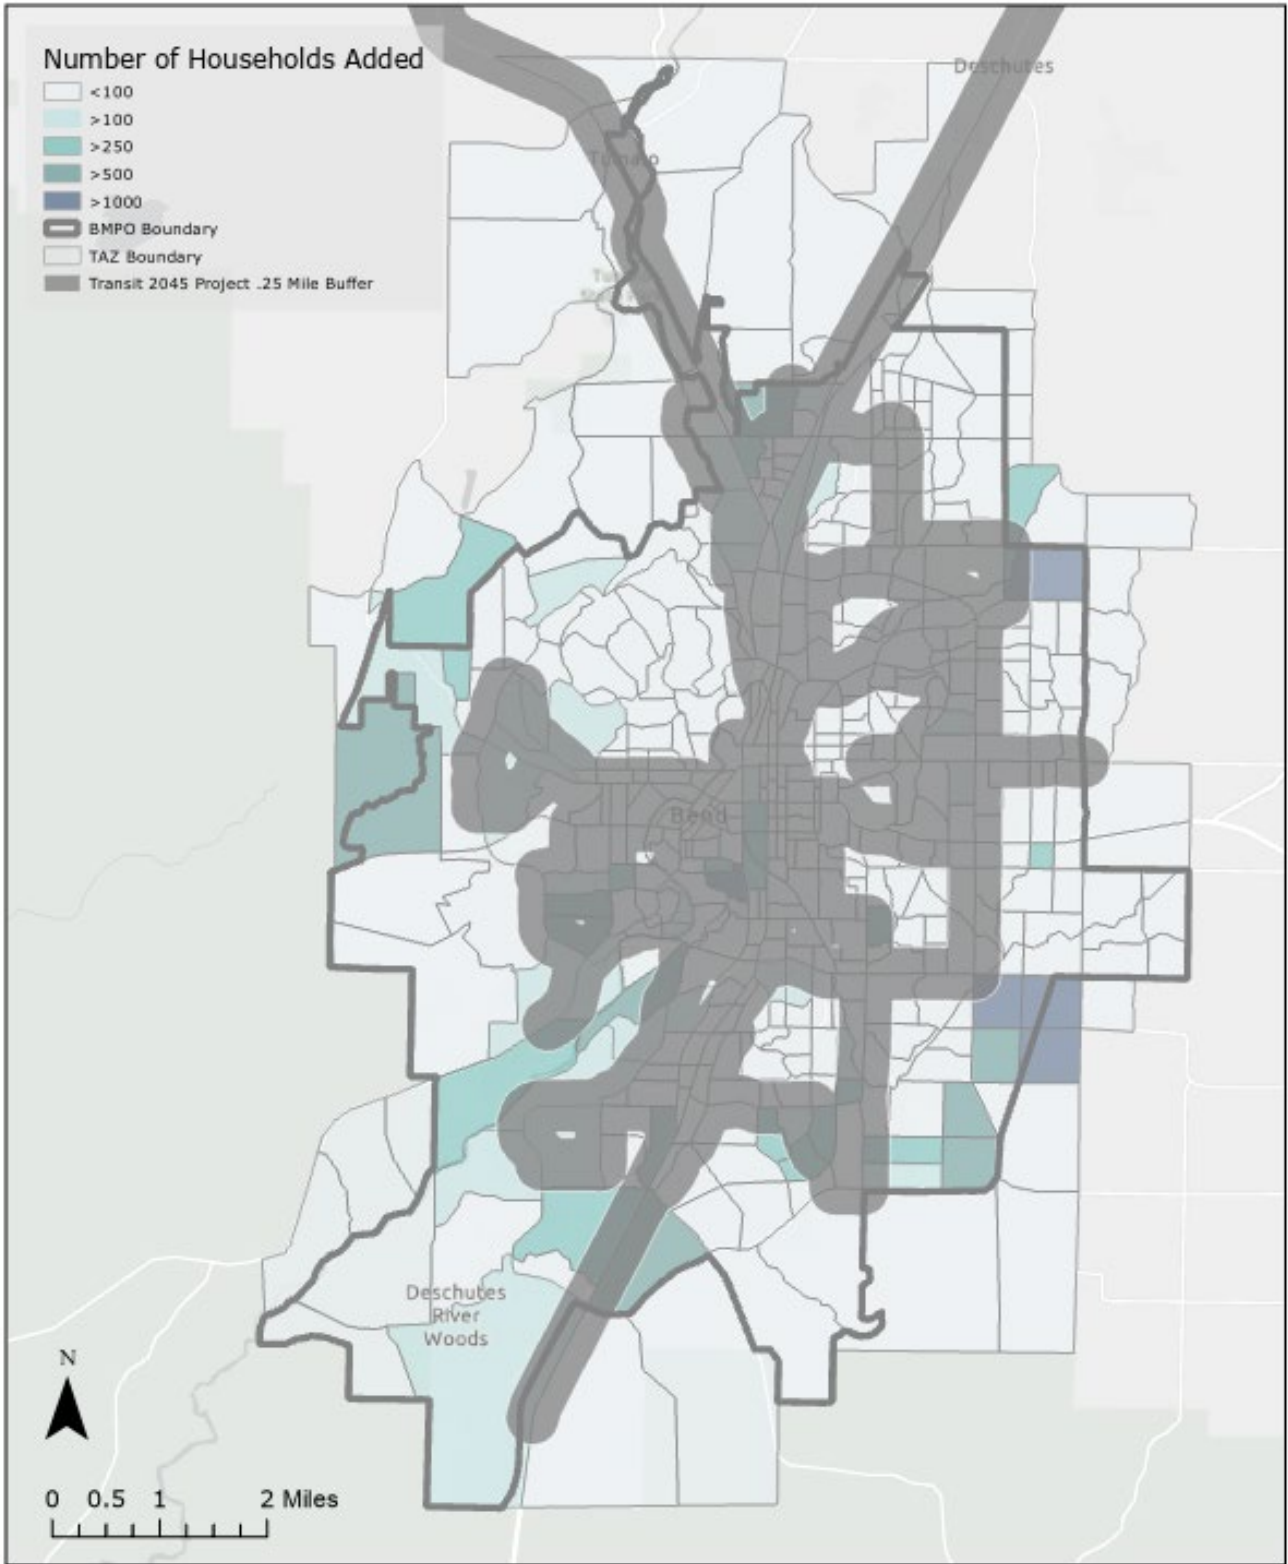 Number of Households Added
<100
>100
>250
>500
>1000
BMPO Boundary
TAZ Boundary
Transit 2045 Project .25 Mile Buffer
Deschutes
Tumalo
Bend
Deschutes
River
Woods
N
0 0.5 1 2 Miles